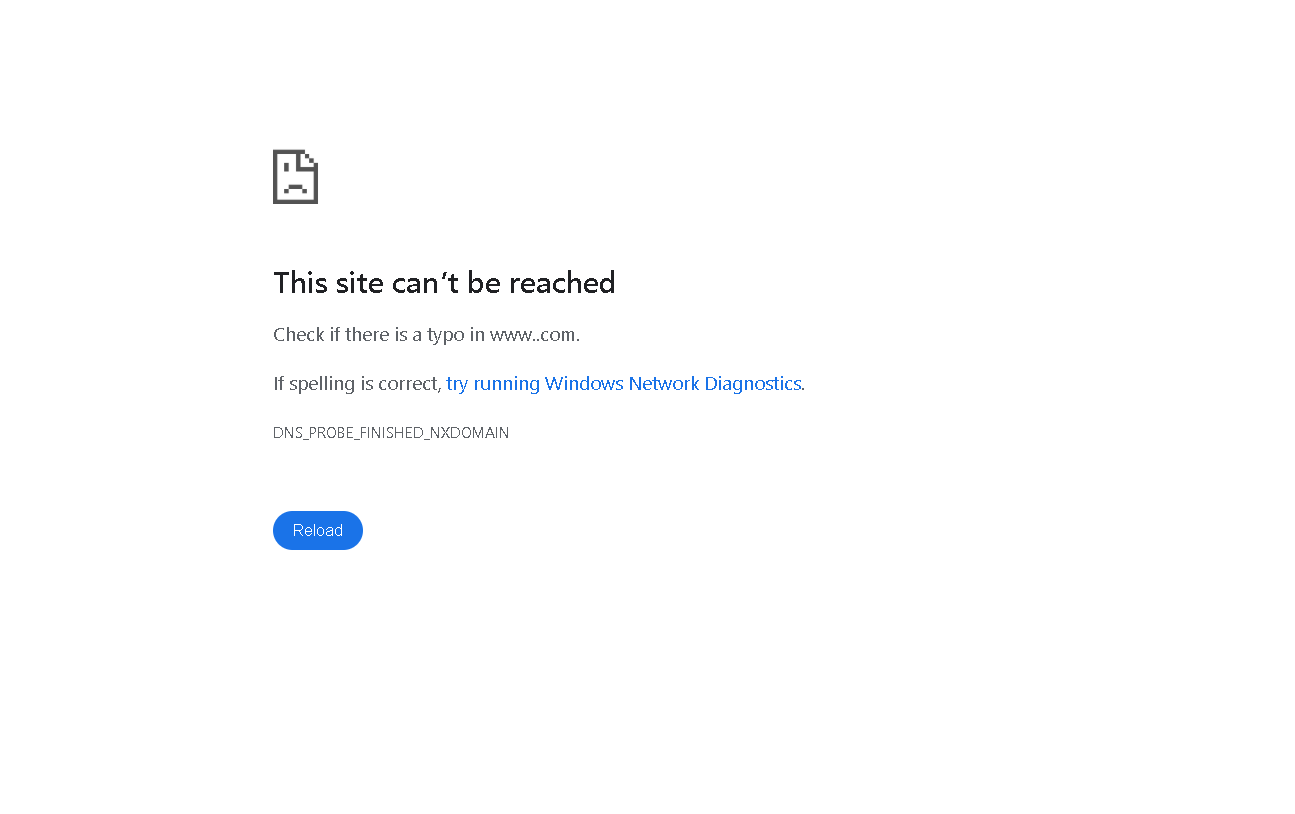 This site can’t be reached
Check if there is a typo in www..com.
If spelling is correct, try running Windows Network Diagnostics.
DNS_PROBE_FINISHED_NXDOMAIN
Reload